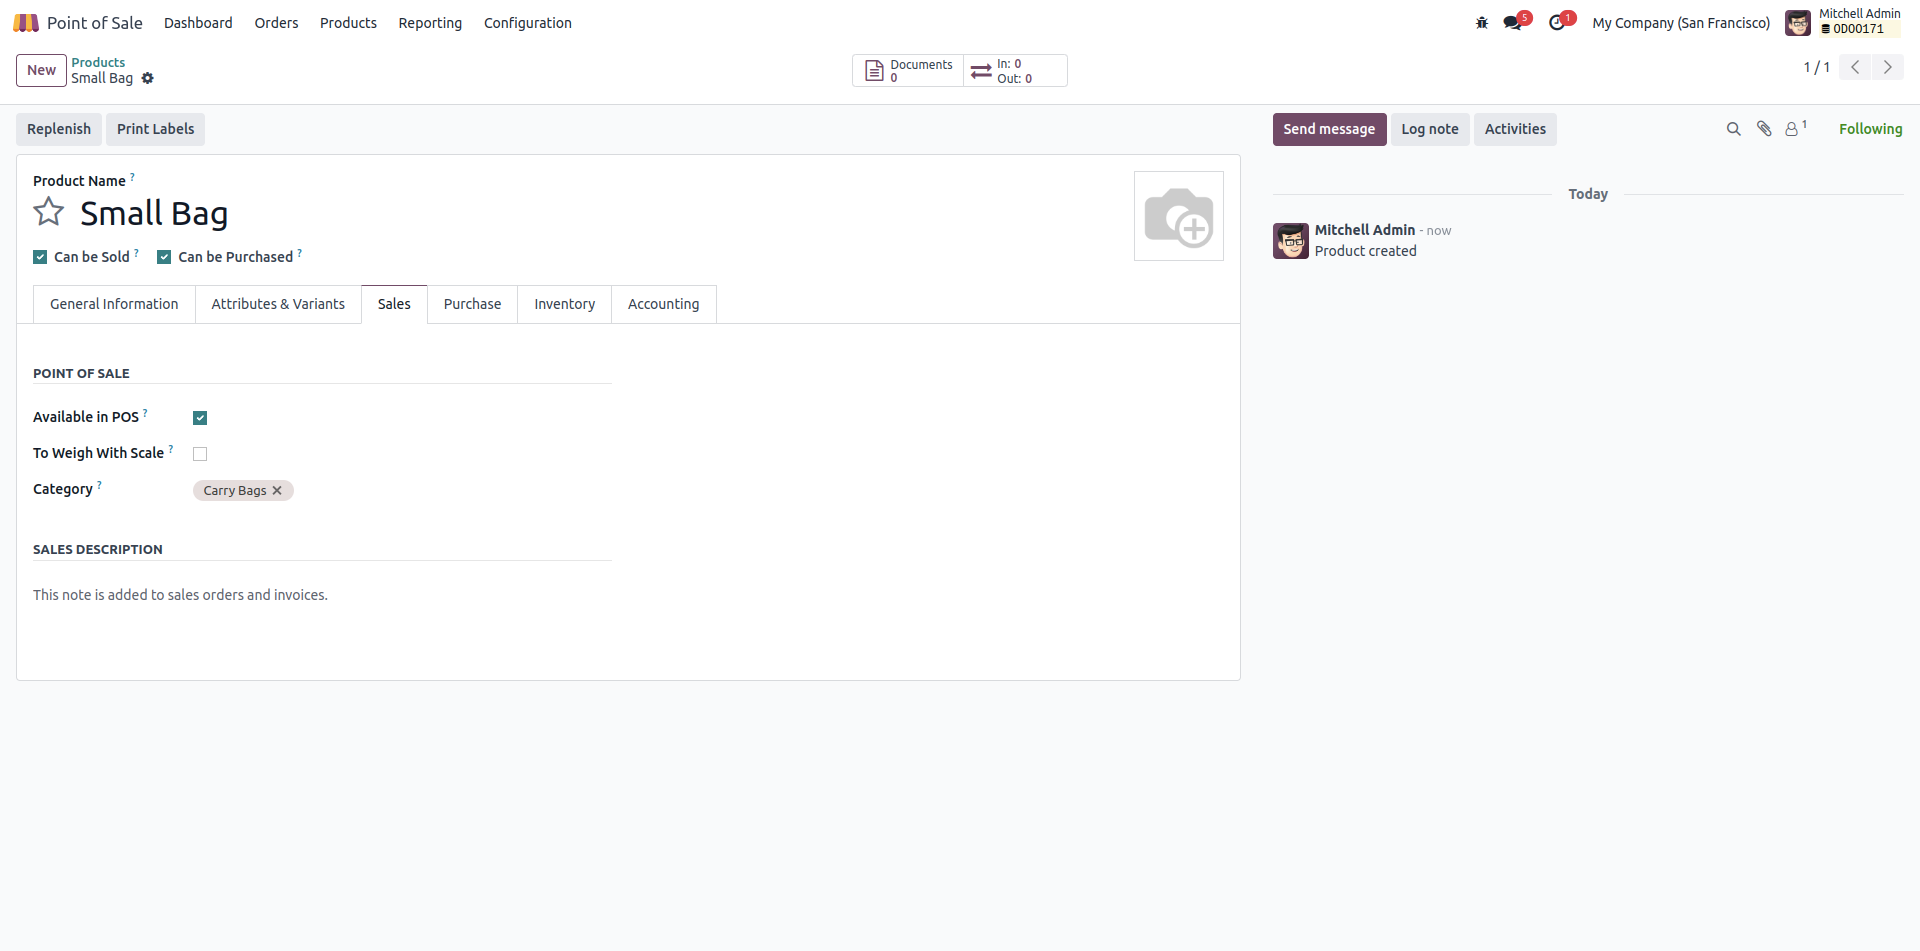 Point of Sale Dashboard Orders Products Reporting Configuration 5 1 My Company (San Francisco) Mitchell Admin
ODOO171
New Products
Small Bag
Documents
0
In: 0
Out: 0
1 / 1
Replenish Print Labels
Send message Log note Activities 1 Following
Product Name ?
Small Bag
Can be Sold ? Can be Purchased ?
General Information Attributes & Variants Sales Purchase Inventory Accounting
POINT OF SALE
Available in POS ?
To Weigh With Scale ?
Category ? Carry Bags
SALES DESCRIPTION
This note is added to sales orders and invoices.
Today
Mitchell Admin - now
Product created